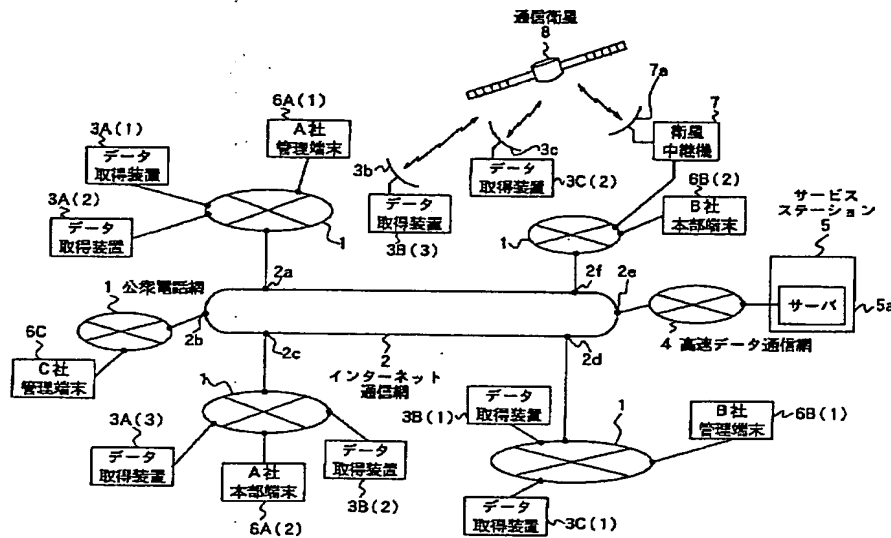 通信衛星
8
7a
7
衛星
中継機
6A(1)
A社
管理端末
3A(1)
データ
取得装置
3b
3c
データ
取得装置
3C(2)
6B(2)
B社
本部端末
サービス
ステーション
5
サーバ
5a
3A(2)
データ
取得装置
1
データ
取得装置
3B(3)
1
2a
2f
2e
1 公衆電話網
2b
4 高速データ通信網
6C
C社
管理端末
2c
2
インターネット
通信網
2d
1
3A(3)
データ
取得装置
A社
本部端末
6A(2)
データ
取得装置
3B(2)
3B(1)
データ
取得装置
1
B社
管理端末
6B(1)
データ
取得装置
3C(1)